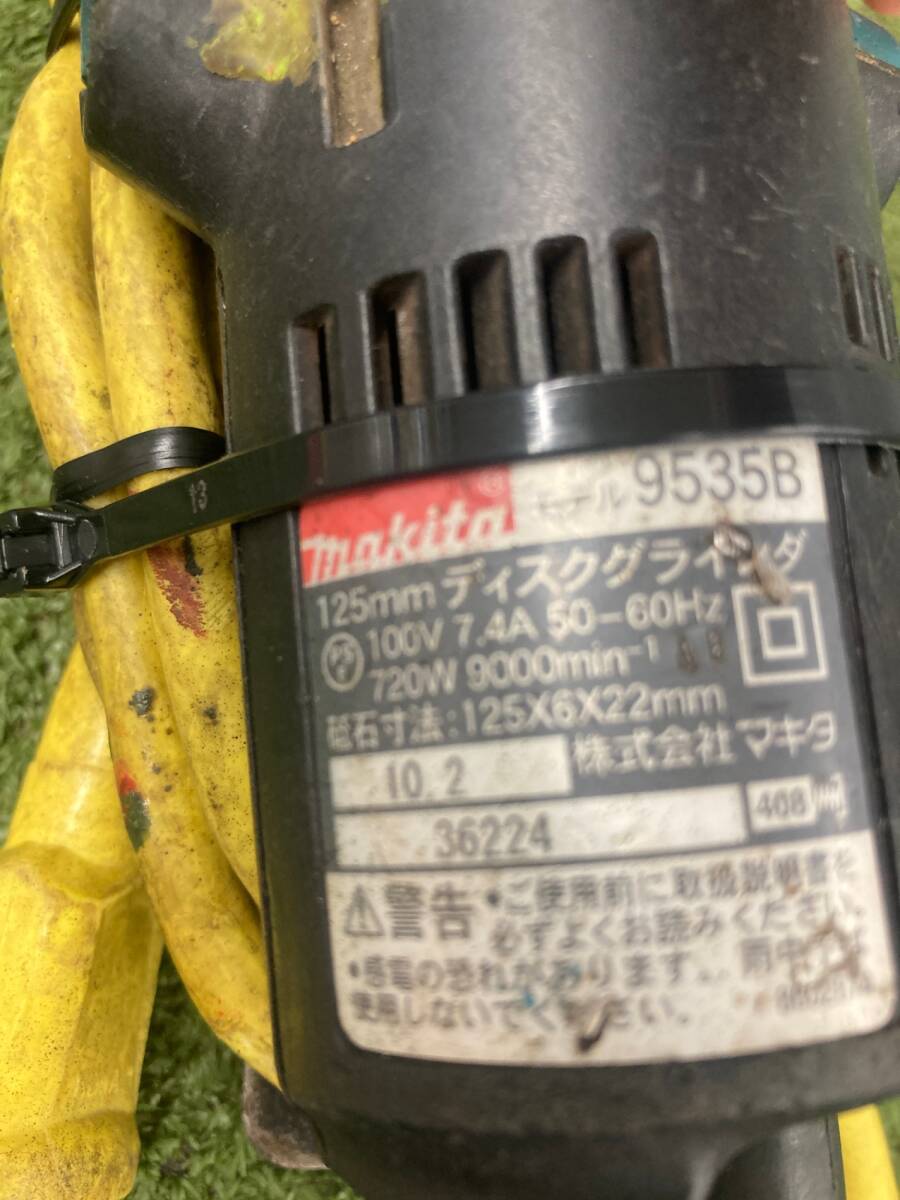 13
makita ® モデル 9535B
125mm ディスクグラインダ
PSE 100V 7.4A 50-60Hz
720W 9000min⁻¹
砥石寸法:125X6X22mm
株式会社 マキタ
10.2
36224
⚠警告 •ご使用前に取扱説明書を
必ずよくお読みください.
•感電の恐れがあります... 雨中では
使用しないでください.